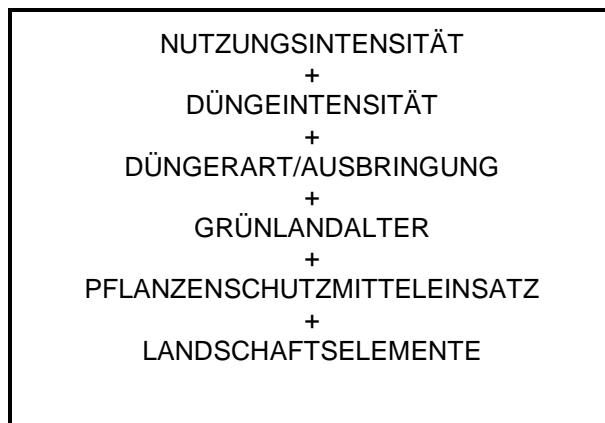 NUTZUNGSINTENSITÄT
+
DÜNGEINTENSITÄT
+
DÜNGERART/AUSBRINGUNG
+
GRÜNLANDALTER
+
PFLANZENSCHUTZMITTELEINSATZ
+
LANDSCHAFTSELEMENTE